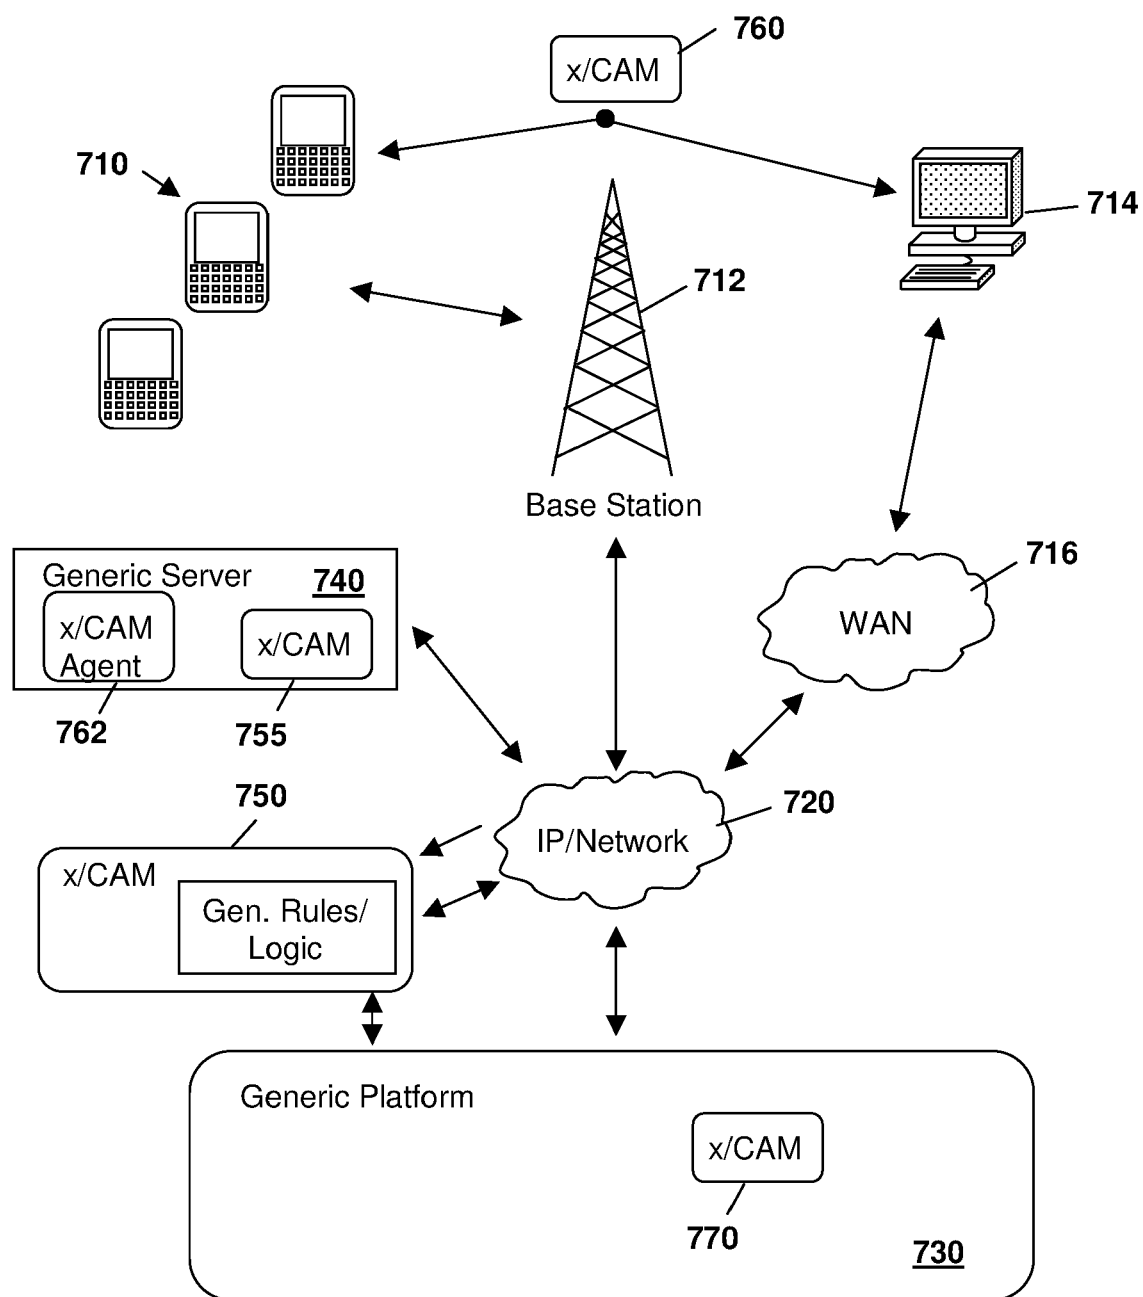 760
x/CAM
710
714
712
Base Station
716
WAN
Generic Server
740
x/CAM
Agent
x/CAM
762
755
750
720
IP/Network
x/CAM
Gen. Rules/
Logic
Generic Platform
x/CAM
770
730